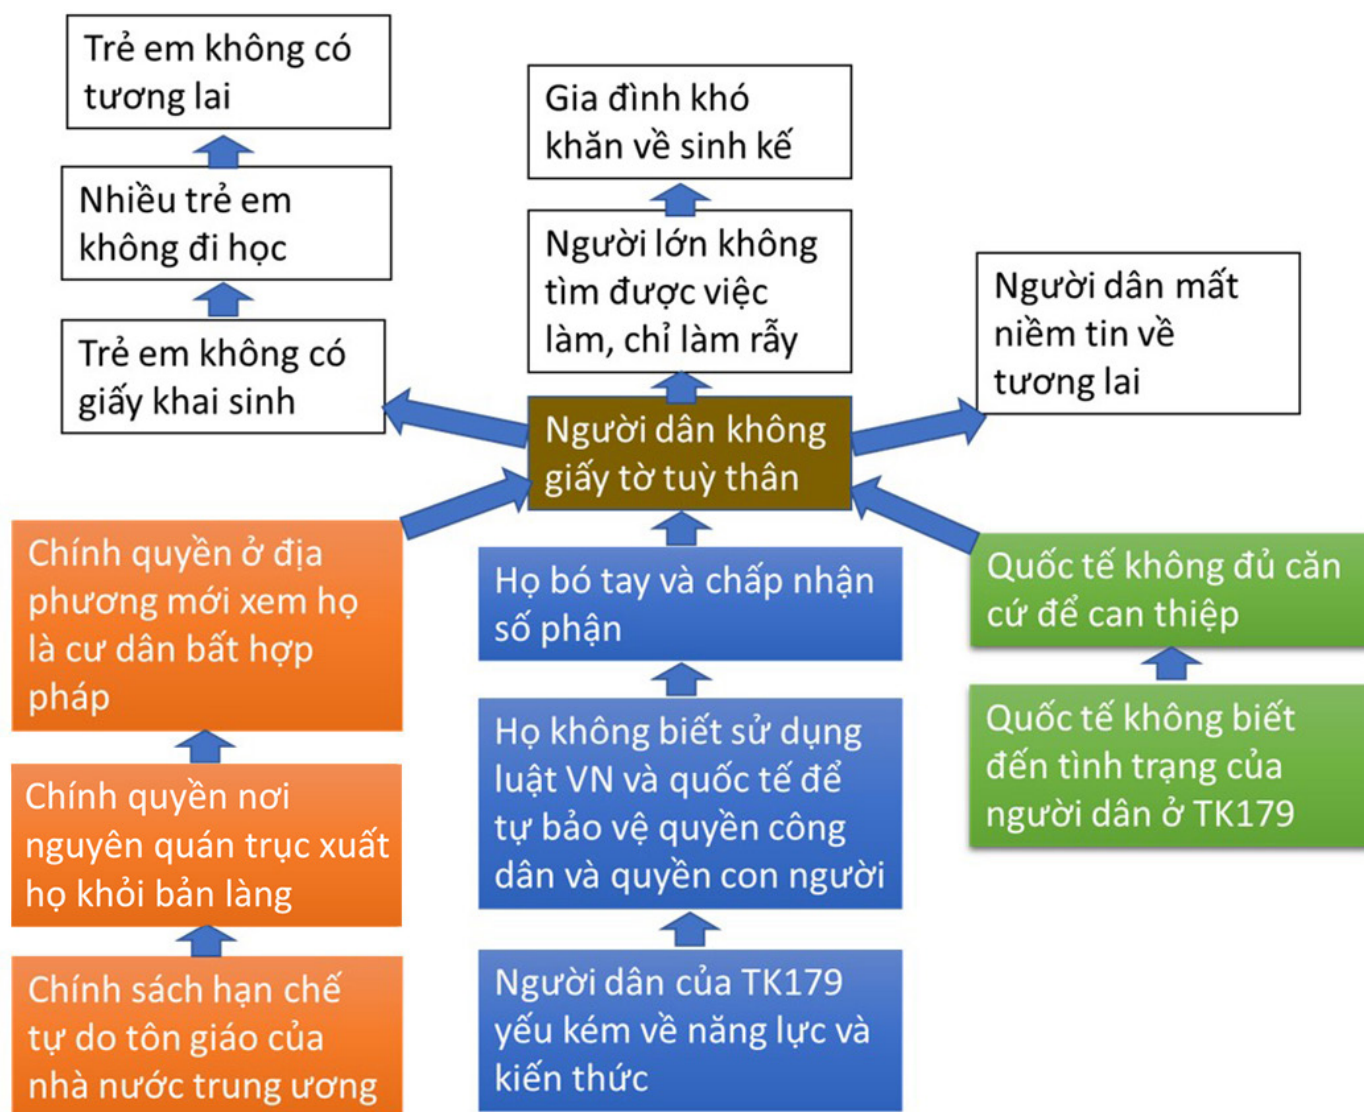 Trẻ em không có
tương lai
Nhiều trẻ em
không đi học
Trẻ em không có
giấy khai sinh
Gia đình khó
khăn về sinh kế
Người lớn không
tìm được việc
làm, chỉ làm rẫy
Người dân mất
niềm tin về
tương lai
Người dân không
giấy tờ tuỳ thân
Chính quyền ở địa
phương mới xem họ
là cư dân bất hợp
pháp
Chính quyền nơi
nguyên quán trục xuất
họ khỏi bản làng
Chính sách hạn chế
tự do tôn giáo của
nhà nước trung ương
Họ bó tay và chấp nhận
số phận
Họ không biết sử dụng
luật VN và quốc tế để
tự bảo vệ quyền công
dân và quyền con người
Người dân của TK179
yếu kém về năng lực và
kiến thức
Quốc tế không đủ căn
cứ để can thiệp
Quốc tế không biết
đến tình trạng của
người dân ở TK179